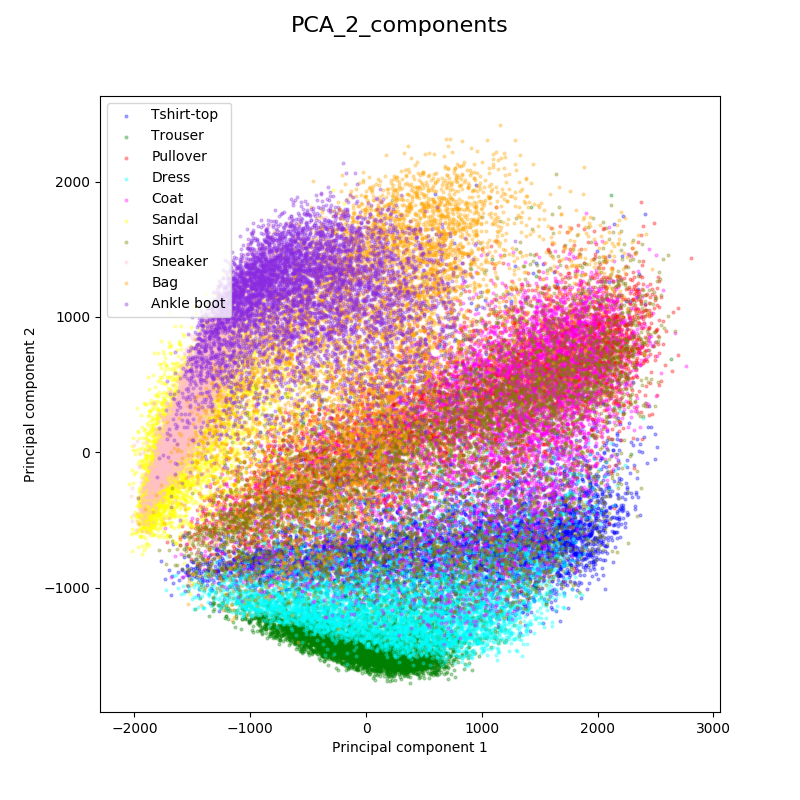 PCA_2_components
Tshirt-top
Trouser
Pullover
Dress
Coat
Sandal
Shirt
Sneaker
Bag
Ankle boot
2000
1000
0
−1000
Principal component 2
−2000 −1000 0 1000 2000 3000
Principal component 1